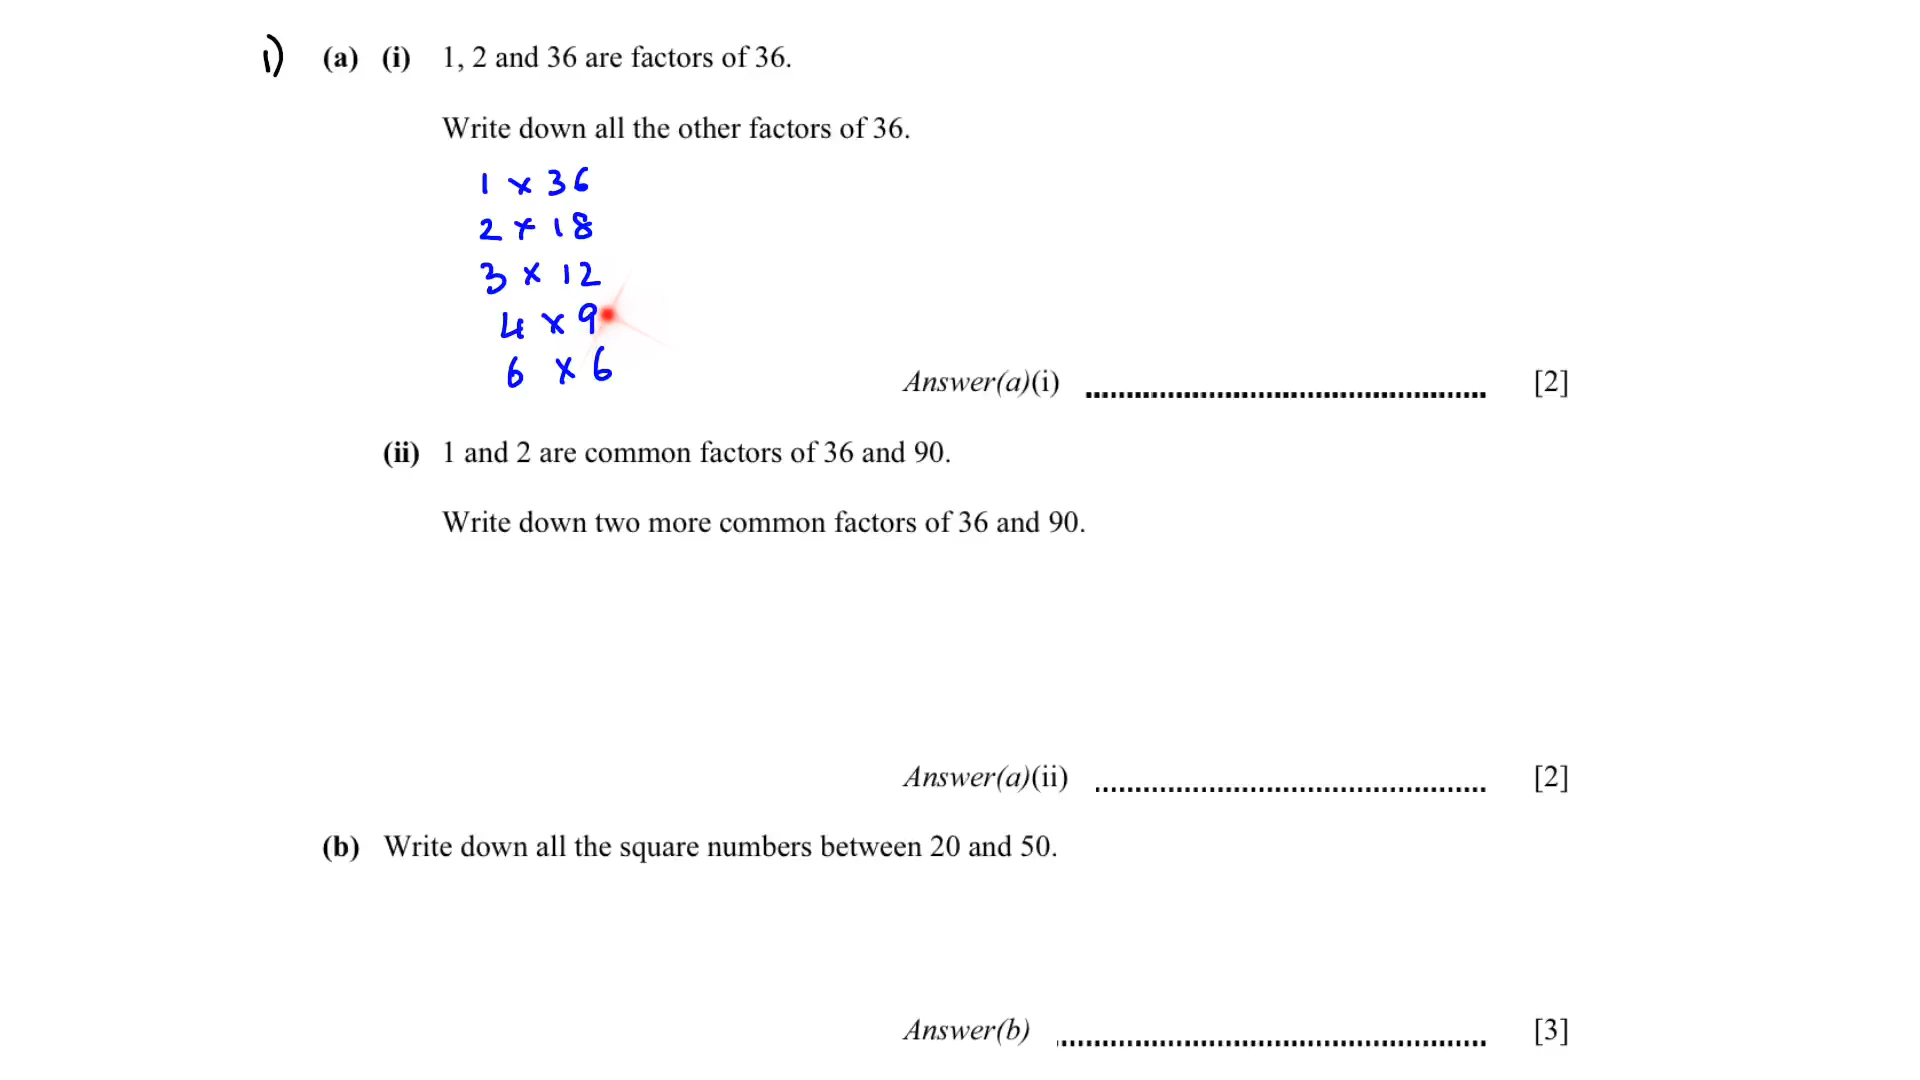 1) (a) (i) 1, 2 and 36 are factors of 36.
Write down all the other factors of 36.
1 × 36
2 × 18
3 × 12
4 × 9
6 × 6
Answer(a)(i) ................................................ [2]
(ii) 1 and 2 are common factors of 36 and 90.
Write down two more common factors of 36 and 90.
Answer(a)(ii) ................................................ [2]
(b) Write down all the square numbers between 20 and 50.
Answer(b) ................................................ [3]